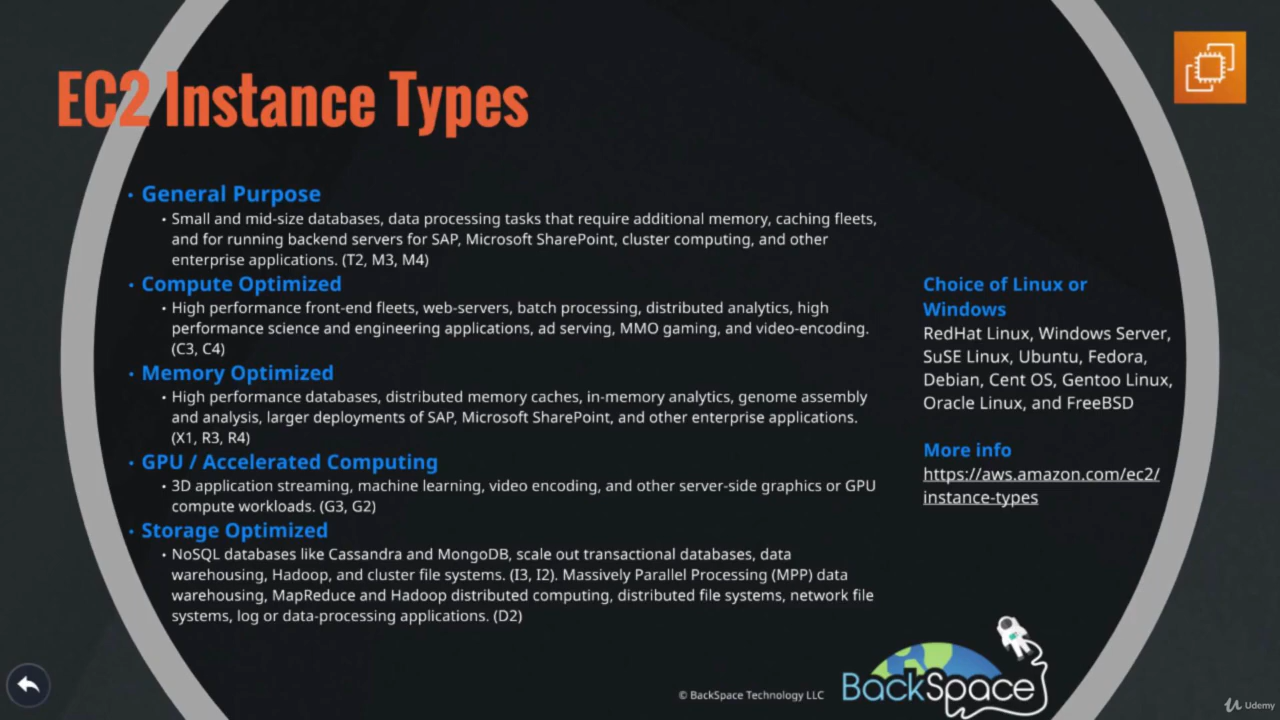 EC2 Instance Types
• General Purpose
• Small and mid-size databases, data processing tasks that require additional memory, caching fleets,
and for running backend servers for SAP, Microsoft SharePoint, cluster computing, and other
enterprise applications. (T2, M3, M4)
• Compute Optimized
• High performance front-end fleets, web-servers, batch processing, distributed analytics, high
performance science and engineering applications, ad serving, MMO gaming, and video-encoding.
(C3, C4)
• Memory Optimized
• High performance databases, distributed memory caches, in-memory analytics, genome assembly
and analysis, larger deployments of SAP, Microsoft SharePoint, and other enterprise applications.
(X1, R3, R4)
• GPU / Accelerated Computing
• 3D application streaming, machine learning, video encoding, and other server-side graphics or GPU
compute workloads. (G3, G2)
• Storage Optimized
• NoSQL databases like Cassandra and MongoDB, scale out transactional databases, data
warehousing, Hadoop, and cluster file systems. (I3, I2). Massively Parallel Processing (MPP) data
warehousing, MapReduce and Hadoop distributed computing, distributed file systems, network file
systems, log or data-processing applications. (D2)
Choice of Linux or
Windows
RedHat Linux, Windows Server,
SuSE Linux, Ubuntu, Fedora,
Debian, Cent OS, Gentoo Linux,
Oracle Linux, and FreeBSD
More info
https://aws.amazon.com/ec2/
instance-types
© BackSpace Technology LLC
BackSpace
Udemy